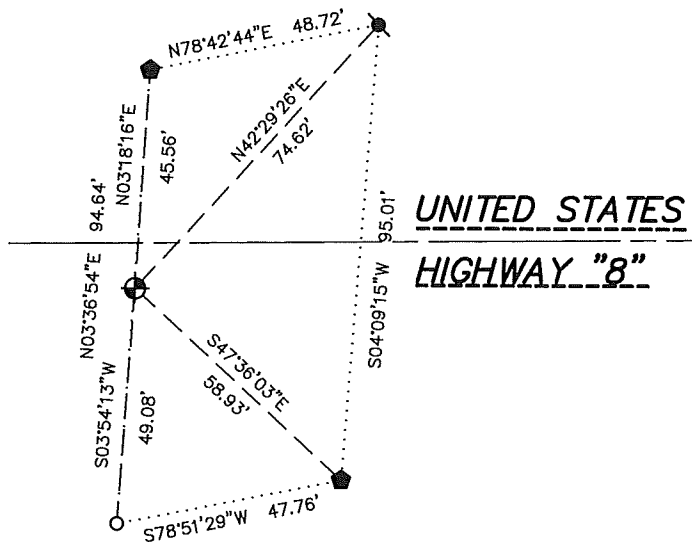 N78°42'44"E 48.72'
N03°18'16"E
45.56'
N42°29'26"E
74.62'
94.64'
N03°36'54"E
95.01'
S04°09'15"W
UNITED STATES
HIGHWAY "8"
S03°54'13"W
49.08'
S47°36'03"E
58.93'
S78°51'29"W 47.76'